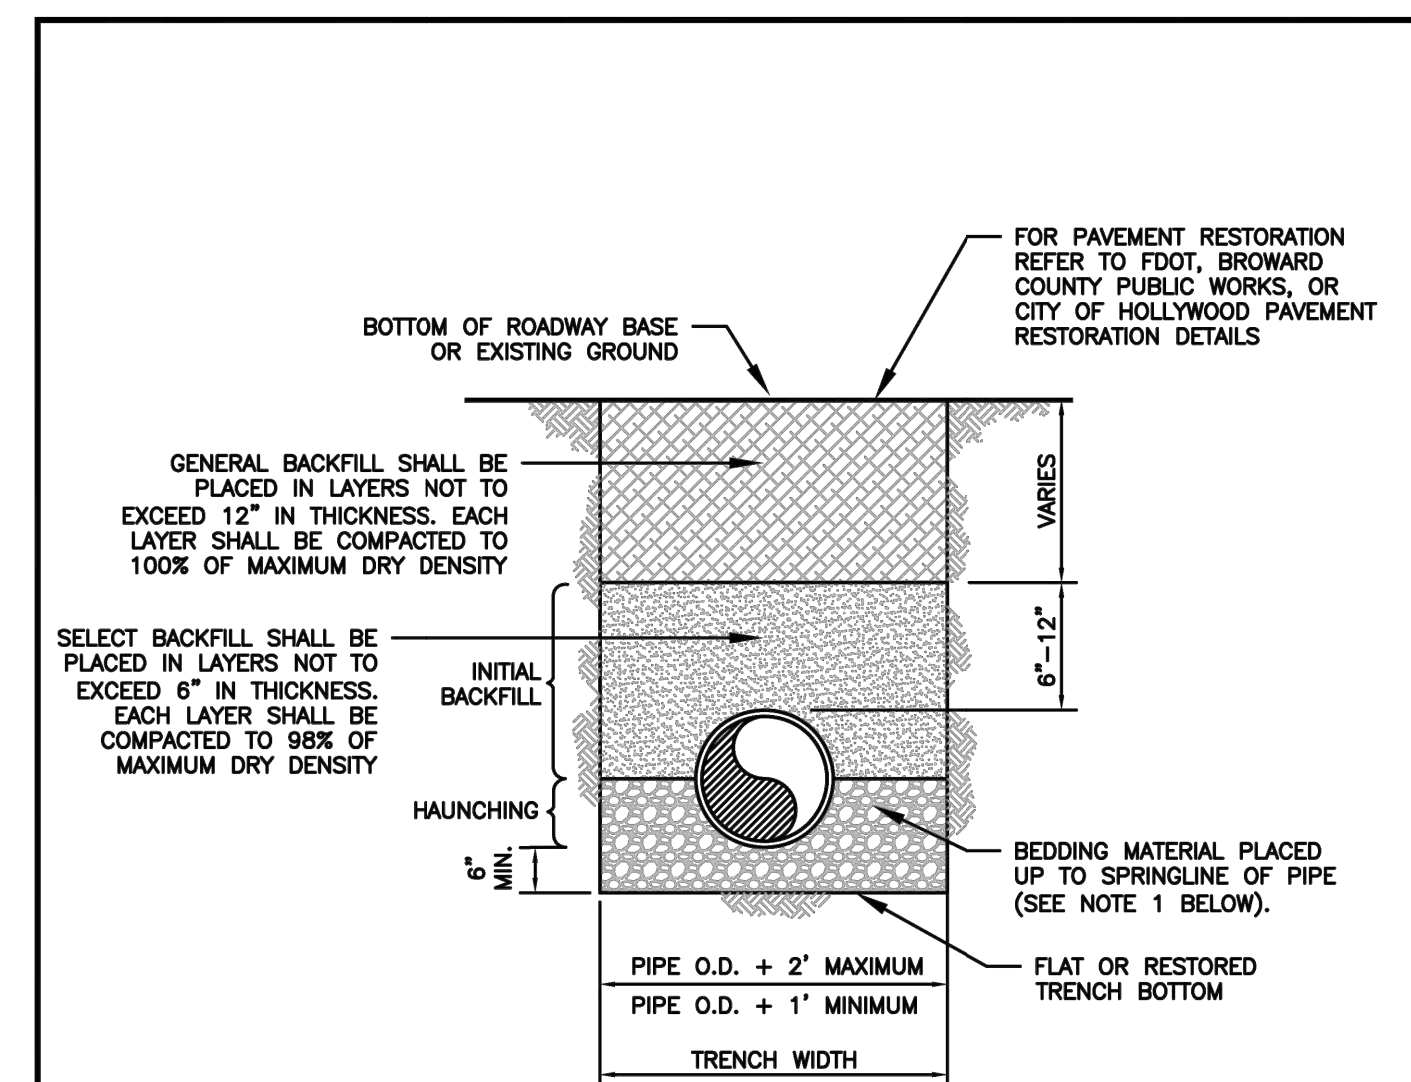 FOR PAVEMENT RESTORATION
REFER TO FDOT, BROWARD
COUNTY PUBLIC WORKS, OR
CITY OF HOLLYWOOD PAVEMENT
RESTORATION DETAILS
BOTTOM OF ROADWAY BASE
OR EXISTING GROUND
GENERAL BACKFILL SHALL BE
PLACED IN LAYERS NOT TO
EXCEED 12" IN THICKNESS. EACH
LAYER SHALL BE COMPACTED TO
100% OF MAXIMUM DRY DENSITY
VARIES
SELECT BACKFILL SHALL BE
PLACED IN LAYERS NOT TO
EXCEED 6" IN THICKNESS.
EACH LAYER SHALL BE
COMPACTED TO 98% OF
MAXIMUM DRY DENSITY
INITIAL
BACKFILL
6"-12"
HAUNCHING
6"
MIN.
BEDDING MATERIAL PLACED
UP TO SPRINGLINE OF PIPE
(SEE NOTE 1 BELOW).
FLAT OR RESTORED
TRENCH BOTTOM
PIPE O.D. + 2' MAXIMUM
PIPE O.D. + 1' MINIMUM
TRENCH WIDTH